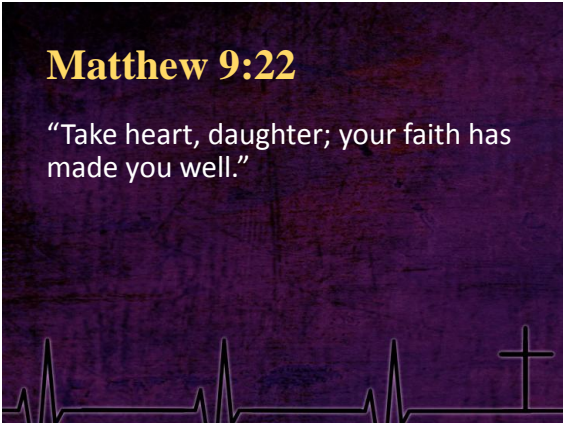 Matthew 9:22
“Take heart, daughter; your faith has
made you well.”